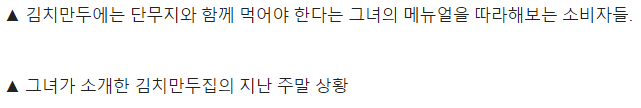 ▲ 김치만두에는 단무지와 함께 먹어야 한다는 그녀의 메뉴얼을 따라해보는 소비자들.
▲ 그녀가 소개한 김치만두집의 지난 주말 상황